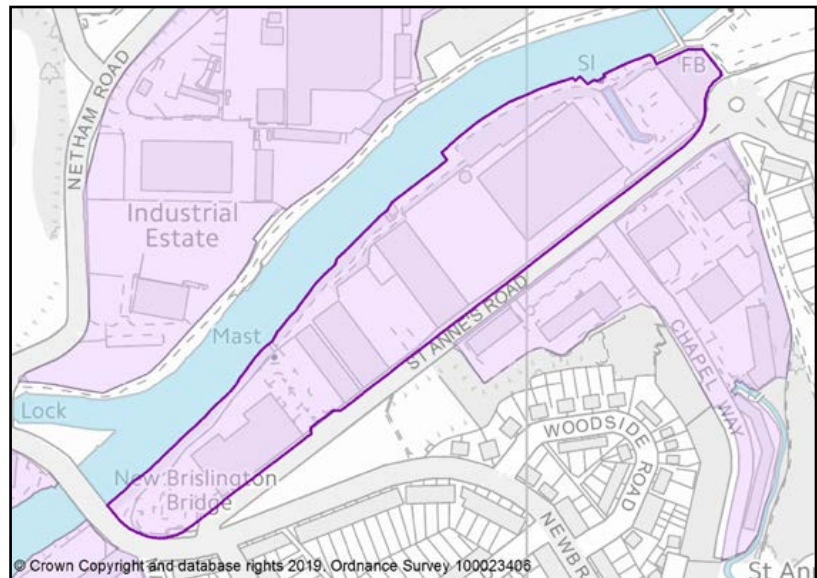 SI
FB
NETHAM ROAD
Industrial
Estate
ST ANNE'S ROAD
Mast
CHAPEL WAY
Lock
WOODSIDE
ROAD
New Brislington
Bridge
NEWBR
© Crown Copyright and database rights 2019. Ordnance Survey 100023406
St Ann